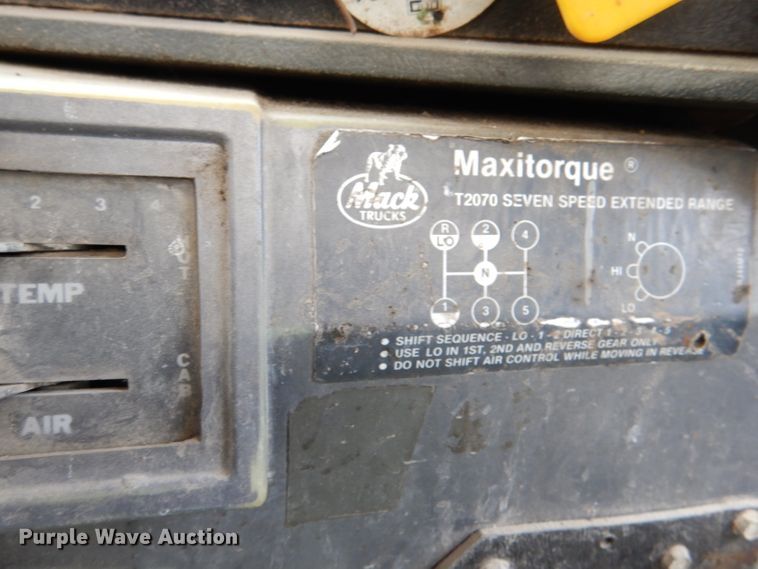 Mack
TRUCKS
Maxitorque ®
T2070 SEVEN SPEED EXTENDED RANGE
R 2 4
LO
N
1 3 5
N
HI
LO
• SHIFT SEQUENCE - LO - 1 - 2 DIRECT 1 - 2 - 3 - 4 - 5
• USE LO IN 1ST, 2ND AND REVERSE GEAR ONLY
• DO NOT SHIFT AIR CONTROL WHILE MOVING IN REVERSE
2 3 4
OUT
TEMP
CAB
AIR
Purple Wave Auction